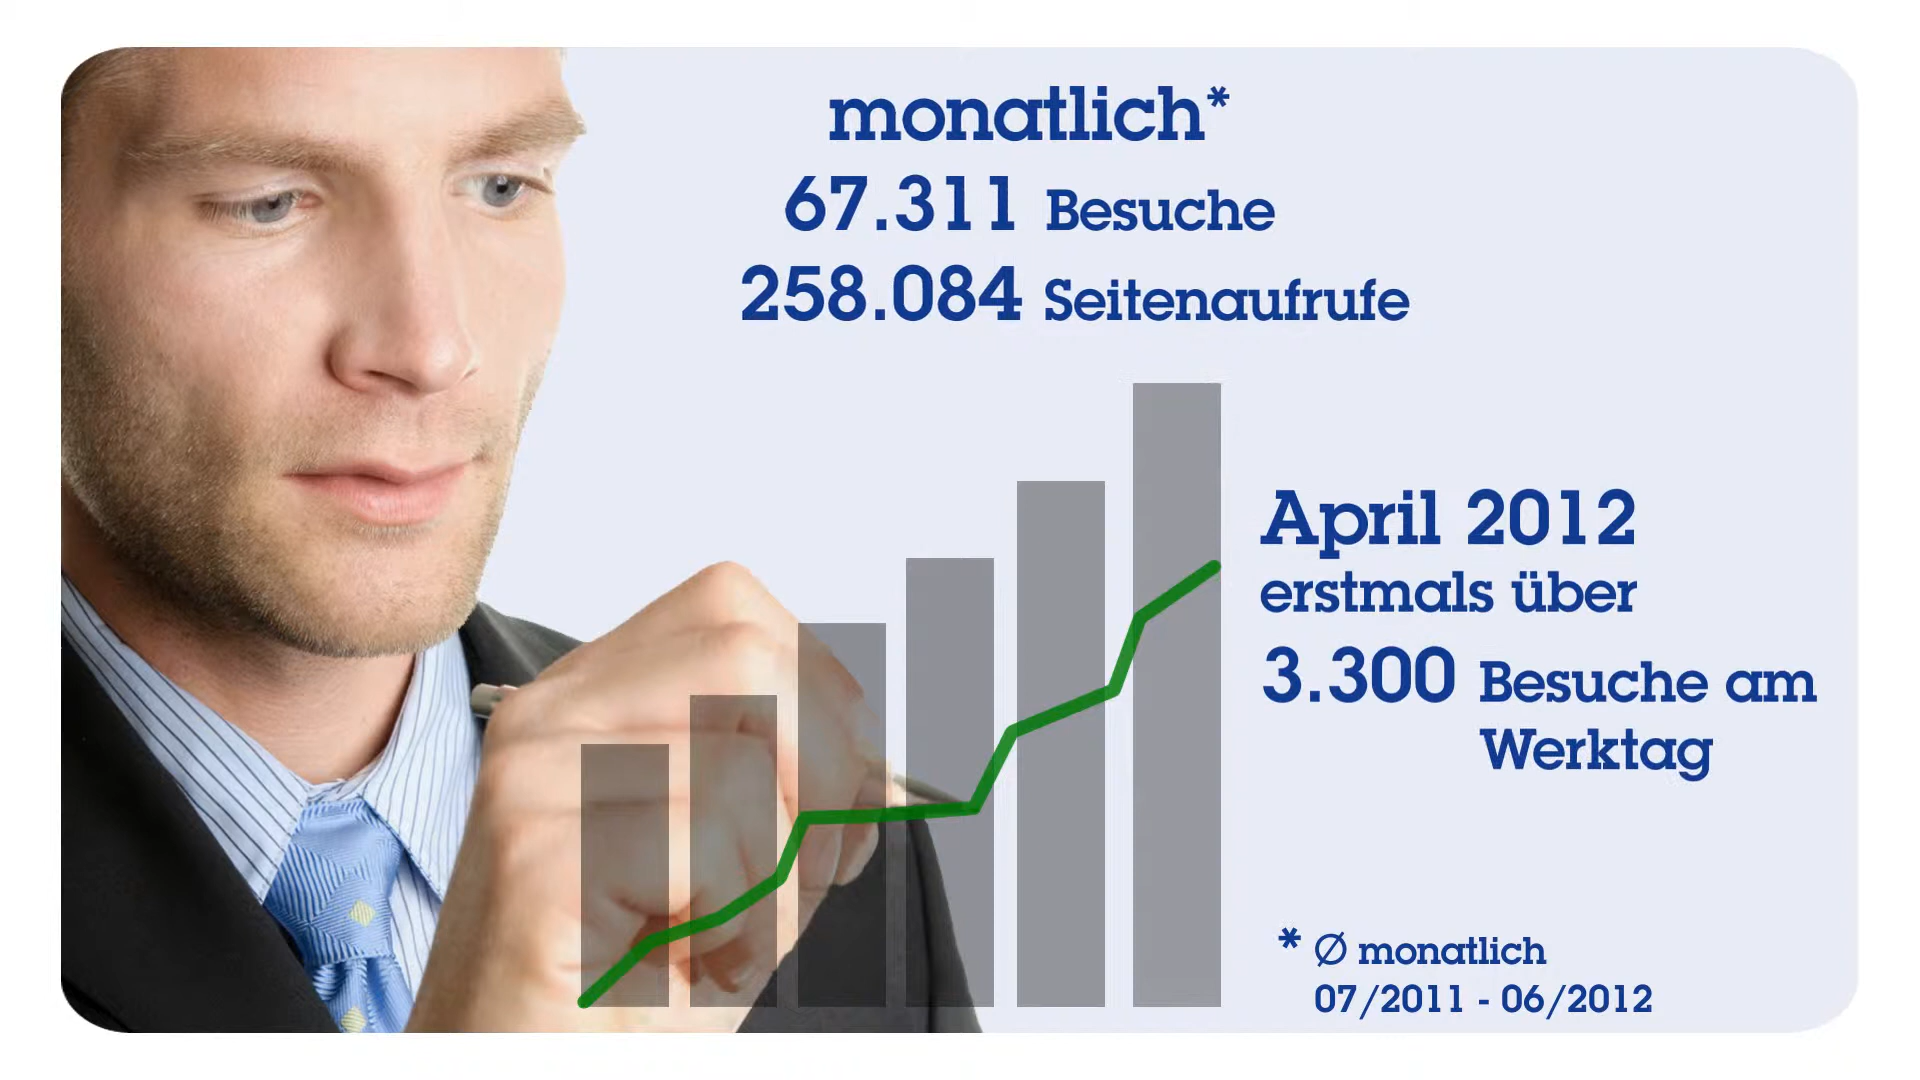 monatlich*
67.311 Besuche
258.084 Seitenaufrufe
April 2012
erstmals über
3.300 Besuche am
Werktag
* Ø monatlich
07/2011 - 06/2012